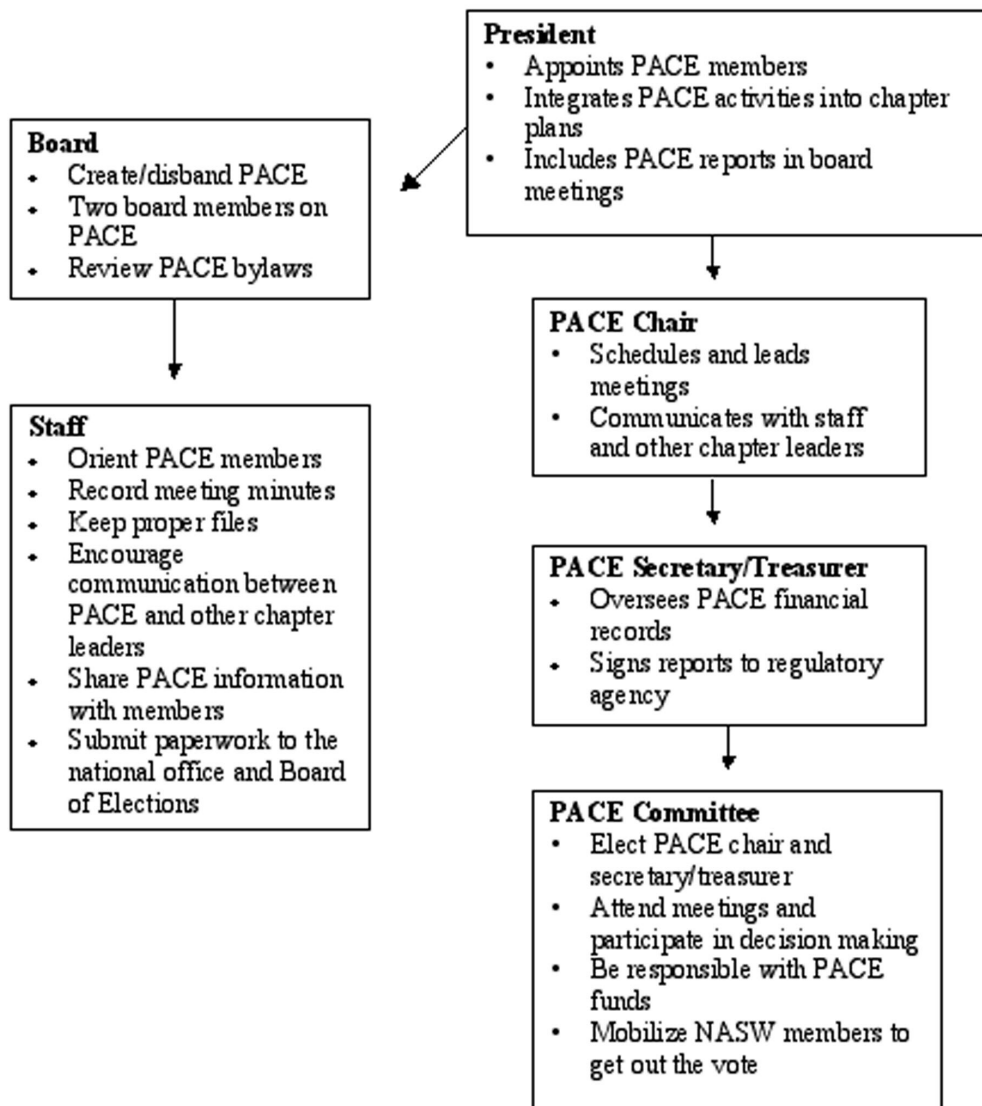 President
• Appoints PACE members
• Integrates PACE activities into chapter
plans
• Includes PACE reports in board
meetings
Board
• Create/disband PACE
• Two board members on
PACE
• Review PACE bylaws
PACE Chair
• Schedules and leads
meetings
• Communicates with staff
and other chapter leaders
Staff
• Orient PACE members
• Record meeting minutes
• Keep proper files
• Encourage
communication between
PACE and other chapter
leaders
• Share PACE information
with members
• Submit paperwork to the
national office and Board
of Elections
PACE Secretary/Treasurer
• Oversees PACE financial
records
• Signs reports to regulatory
agency
PACE Committee
• Elect PACE chair and
secretary/treasurer
• Attend meetings and
participate in decision making
• Be responsible with PACE
funds
• Mobilize NASW members to
get out the vote